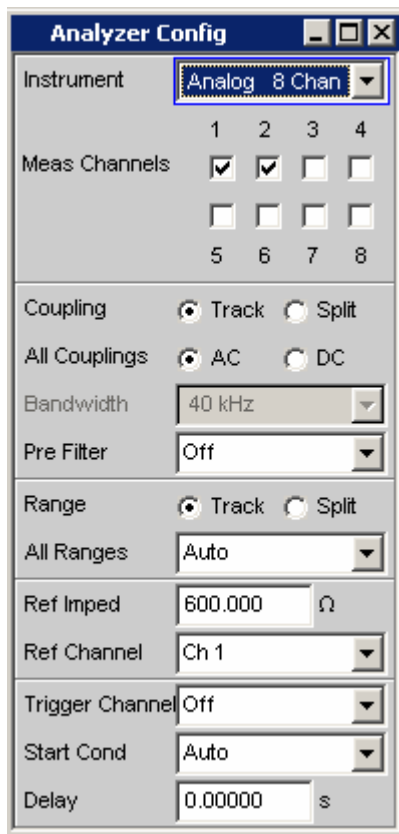 Analyzer Config
Instrument Analog 8 Chan
1 2 3 4
Meas Channels
5 6 7 8
Coupling Track Split
All Couplings AC DC
Bandwidth 40 kHz
Pre Filter Off
Range Track Split
All Ranges Auto
Ref Imped 600.000 Ω
Ref Channel Ch 1
Trigger Channel Off
Start Cond Auto
Delay 0.00000 s